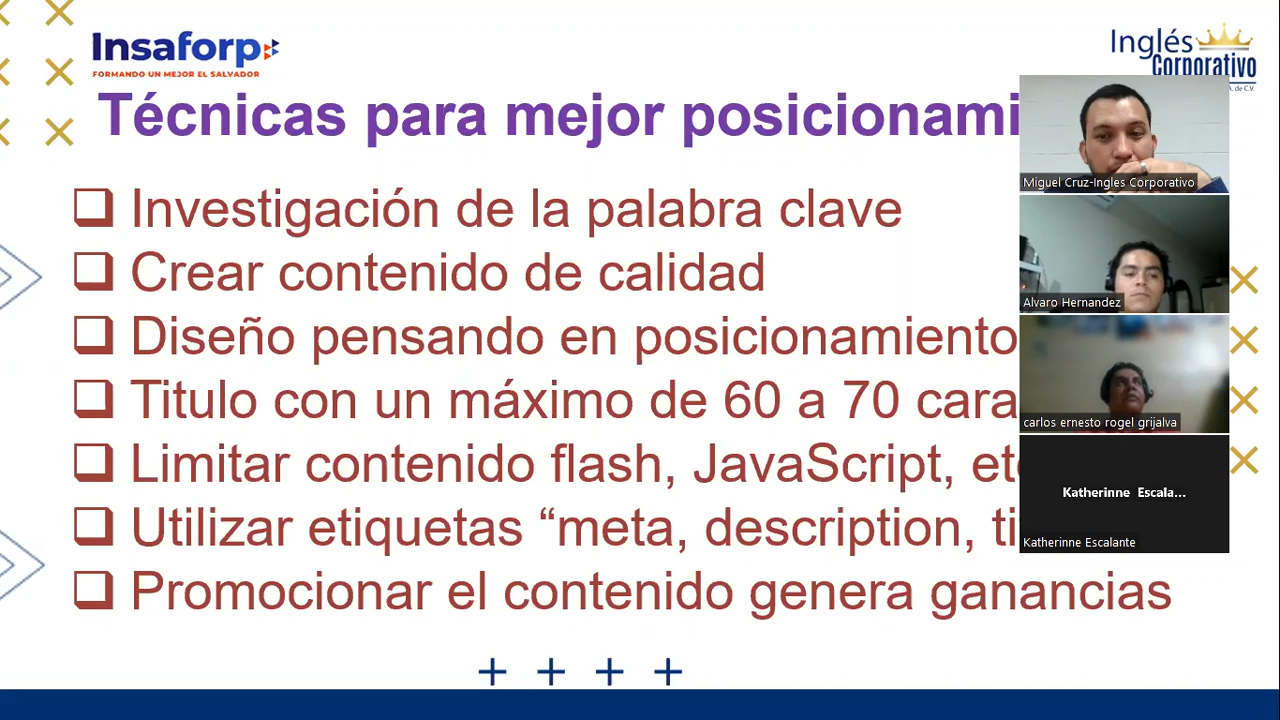 Insaforp
FORMANDO UN MEJOR EL SALVADOR
Inglés
Corporativo
A. de C.V.
Técnicas para mejor posicionami
Investigación de la palabra clave
Crear contenido de calidad
Diseño pensando en posicionamiento
Titulo con un máximo de 60 a 70 cara
Limitar contenido flash, JavaScript, etc
Utilizar etiquetas “meta, description, ti
Promocionar el contenido genera ganancias
Miguel Cruz-Ingles Corporativo
Alvaro Hernandez
carlos ernesto rogel grijalva
Katherinne Escala...
Katherinne Escalante